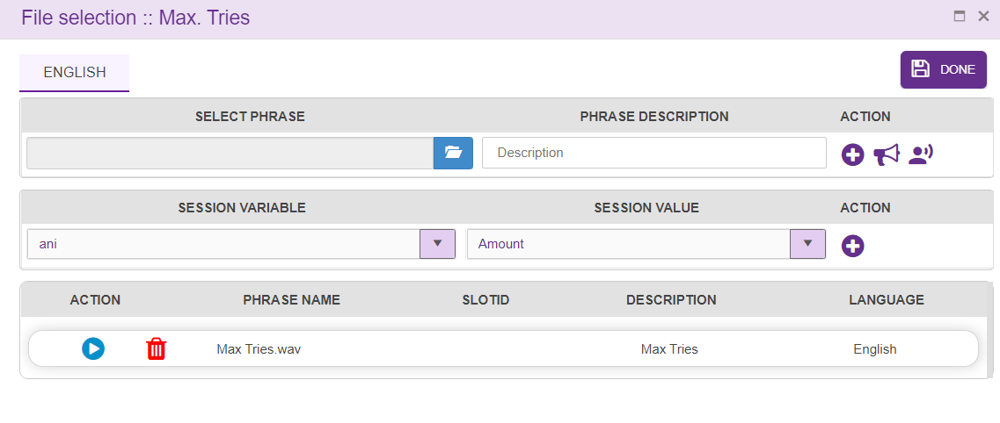 File selection :: Max. Tries
ENGLISH
DONE
SELECT PHRASE PHRASE DESCRIPTION ACTION
Description
SESSION VARIABLE SESSION VALUE ACTION
ani Amount
ACTION PHRASE NAME SLOTID DESCRIPTION LANGUAGE
Max Tries.wav Max Tries English